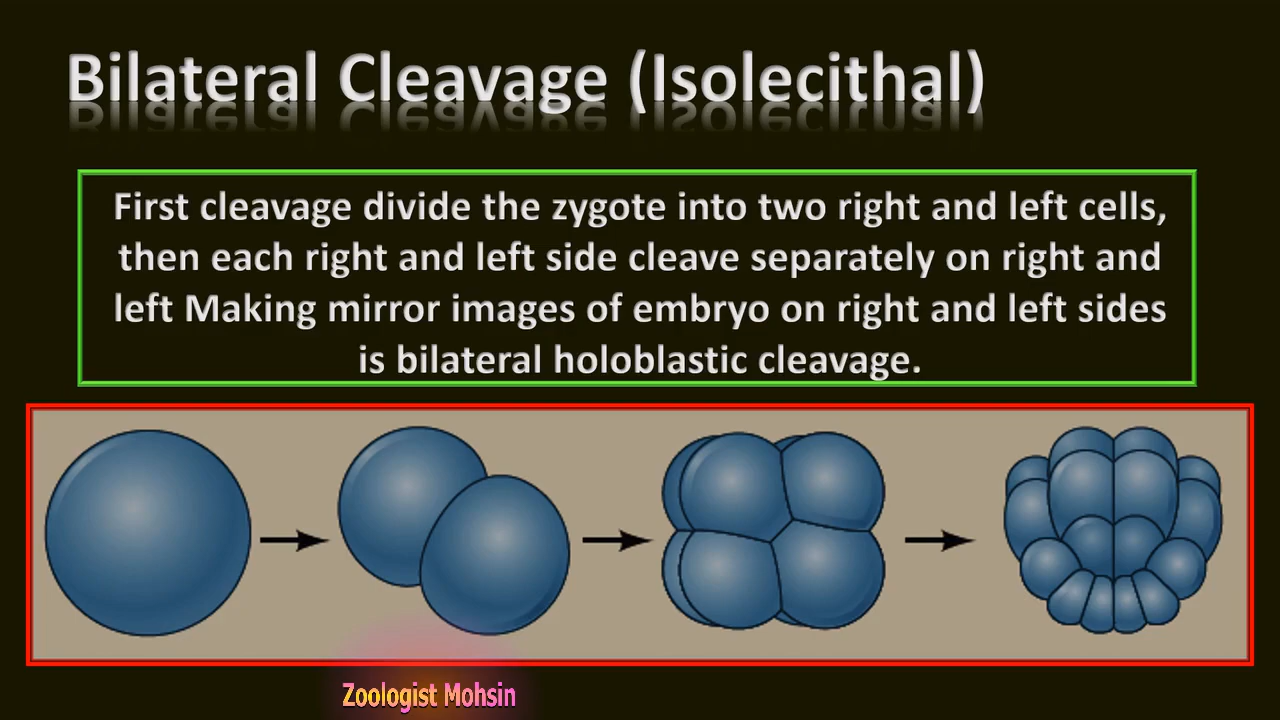 Bilateral Cleavage (Isolecithal)
First cleavage divide the zygote into two right and left cells,
then each right and left side cleave separately on right and
left Making mirror images of embryo on right and left sides
is bilateral holoblastic cleavage.
Zoologist Mohsin